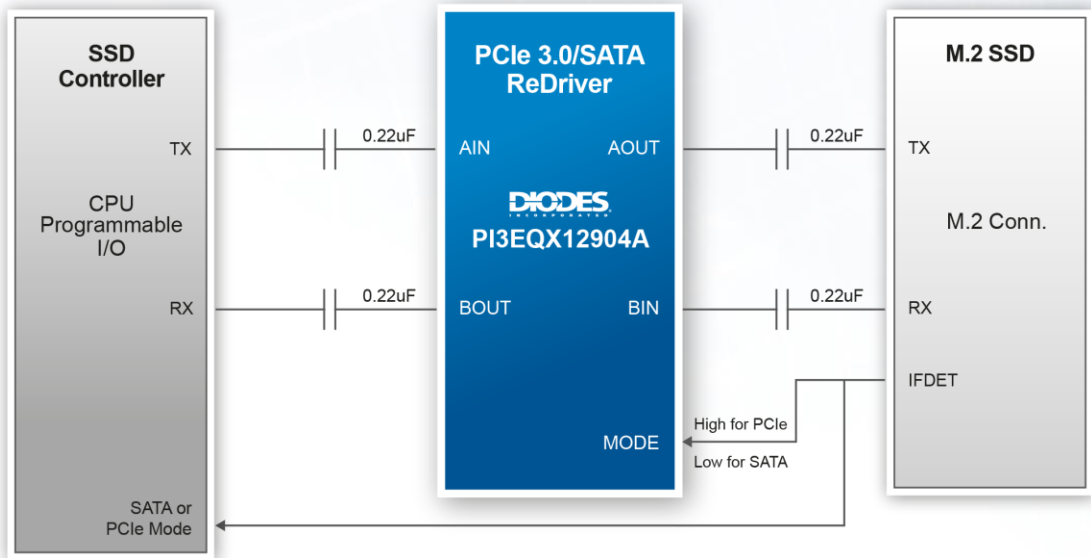 SSD
Controller
TX
CPU
Programmable
I/O
RX
SATA or
PCIe Mode
0.22uF
0.22uF
PCIe 3.0/SATA
ReDriver
AIN
AOUT
DIODES
INCORPORATED
PI3EQX12904A
BOUT
BIN
MODE
0.22uF
0.22uF
High for PCIe
Low for SATA
M.2 SSD
TX
M.2 Conn.
RX
IFDET